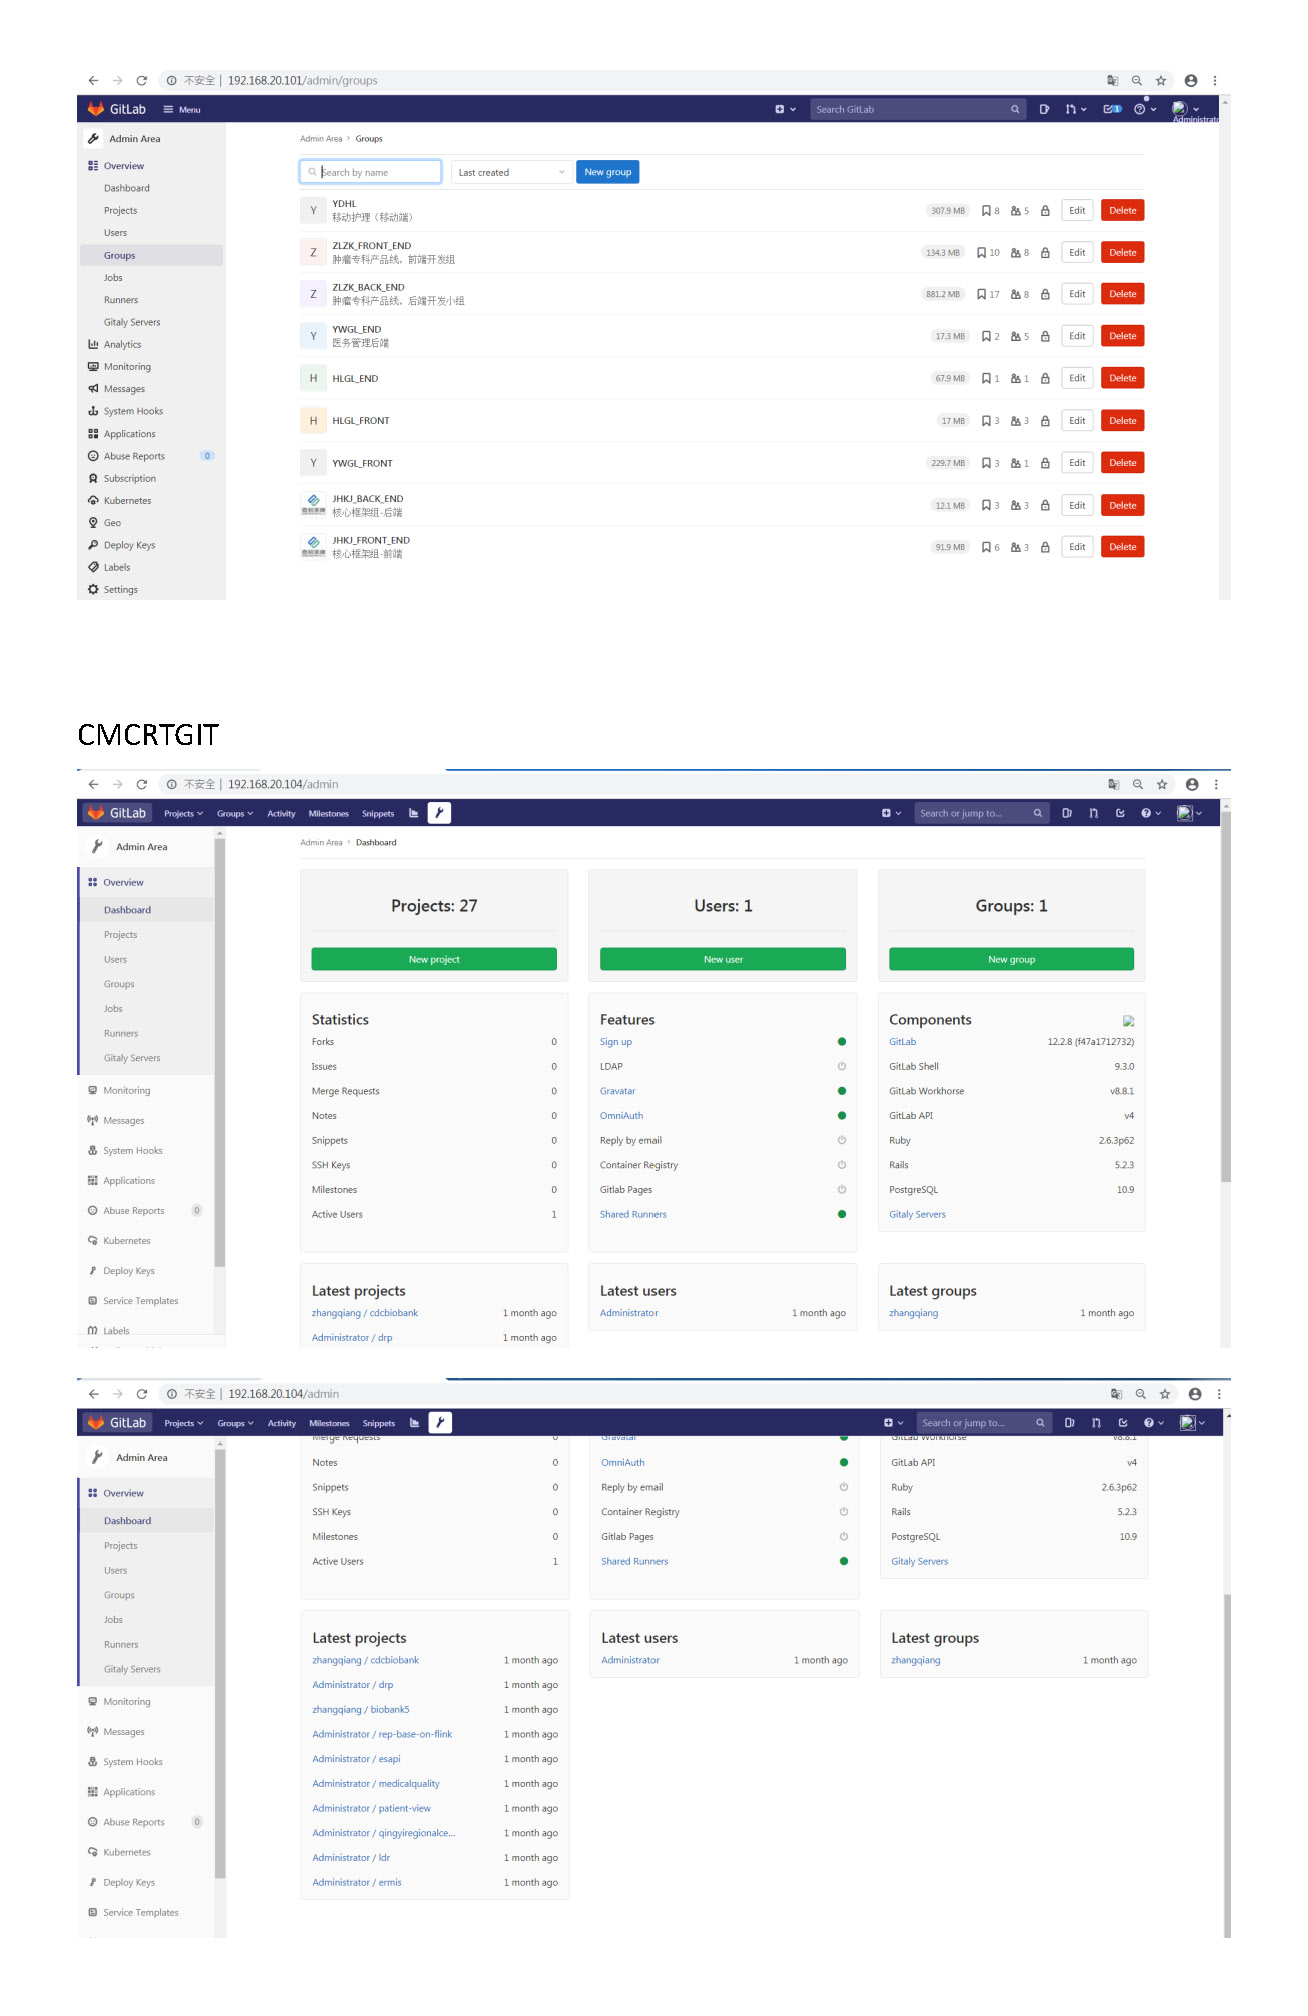 不安全 | 192.168.20.101/admin/groups
GitLab Menu Search GitLab 1 Administrato
Admin Area
Admin Area > Groups
Overview
Dashboard
Projects
Users
Groups
Jobs
Runners
Gitaly Servers
Analytics
Monitoring
Messages
System Hooks
Applications
Abuse Reports 0
Subscription
Kubernetes
Geo
Deploy Keys
Labels
Settings
Search by name Last created New group
Y YDHL 307.9 MB 8 5 Edit Delete
移动护理（移动端）
Z ZLZK_FRONT_END 134.3 MB 10 8 Edit Delete
肿瘤专科产品线，前端开发组
Z ZLZK_BACK_END 881.2 MB 17 8 Edit Delete
肿瘤专科产品线，后端开发小组
Y YWGL_END 17.3 MB 2 5 Edit Delete
医务管理后端
H HLGL_END 67.9 MB 1 1 Edit Delete
H HLGL_FRONT 17 MB 3 3 Edit Delete
Y YWGL_FRONT 229.7 MB 3 1 Edit Delete
JHKJ_BACK_END 12.1 MB 3 3 Edit Delete
核心框架组-后端
JHKJ_FRONT_END 91.9 MB 6 3 Edit Delete
核心框架组-前端
CMCRTGIT
不安全 | 192.168.20.104/admin
GitLab Projects Groups Activity Milestones Snippets Search or jump to...
Admin Area
Admin Area > Dashboard
Overview
Dashboard
Projects
Users
Groups
Jobs
Runners
Gitaly Servers
Monitoring
Messages
System Hooks
Applications
Abuse Reports 0
Kubernetes
Deploy Keys
Service Templates
Labels
Projects: 27
New project
Users: 1
New user
Groups: 1
New group
Statistics
Forks 0
Issues 0
Merge Requests 0
Notes 0
Snippets 0
SSH Keys 0
Milestones 0
Active Users 1
Features
Sign up
LDAP
Gravatar
OmniAuth
Reply by email
Container Registry
Gitlab Pages
Shared Runners
Components
GitLab 12.2.8 (f47a1712732)
GitLab Shell 9.3.0
GitLab Workhorse v8.8.1
GitLab API v4
Ruby 2.6.3p62
Rails 5.2.3
PostgreSQL 10.9
Gitaly Servers
Latest projects
zhangqiang / cdcbiobank 1 month ago
Administrator / drp 1 month ago
Latest users
Administrator 1 month ago
Latest groups
zhangqiang 1 month ago
不安全 | 192.168.20.104/admin
GitLab Projects Groups Activity Milestones Snippets Search or jump to...
Admin Area
Overview
Dashboard
Projects
Users
Groups
Jobs
Runners
Gitaly Servers
Monitoring
Messages
System Hooks
Applications
Abuse Reports 0
Kubernetes
Deploy Keys
Service Templates
Merge Requests 0
Notes 0
Snippets 0
SSH Keys 0
Milestones 0
Active Users 1
Gravatar
OmniAuth
Reply by email
Container Registry
Gitlab Pages
Shared Runners
GitLab Workhorse v8.8.1
GitLab API v4
Ruby 2.6.3p62
Rails 5.2.3
PostgreSQL 10.9
Gitaly Servers
Latest projects
zhangqiang / cdcbiobank 1 month ago
Administrator / drp 1 month ago
zhangqiang / biobank5 1 month ago
Administrator / rep-base-on-flink 1 month ago
Administrator / esapi 1 month ago
Administrator / medicalquality 1 month ago
Administrator / patient-view 1 month ago
Administrator / qingyiregionalce... 1 month ago
Administrator / ldr 1 month ago
Administrator / ermis 1 month ago
Latest users
Administrator 1 month ago
Latest groups
zhangqiang 1 month ago